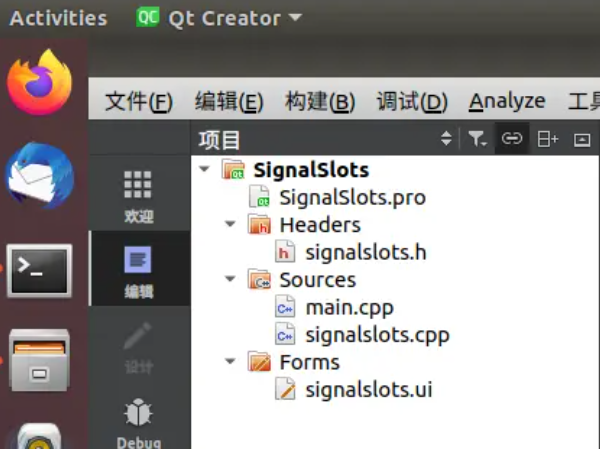 Activities QC Qt Creator
文件(F) 编辑(E) 构建(B) 调试(D) Analyze
项目
SignalSlots
SignalSlots.pro
Headers
signalslots.h
Sources
main.cpp
signalslots.cpp
Forms
signalslots.ui
欢迎
编辑
设计
Debug